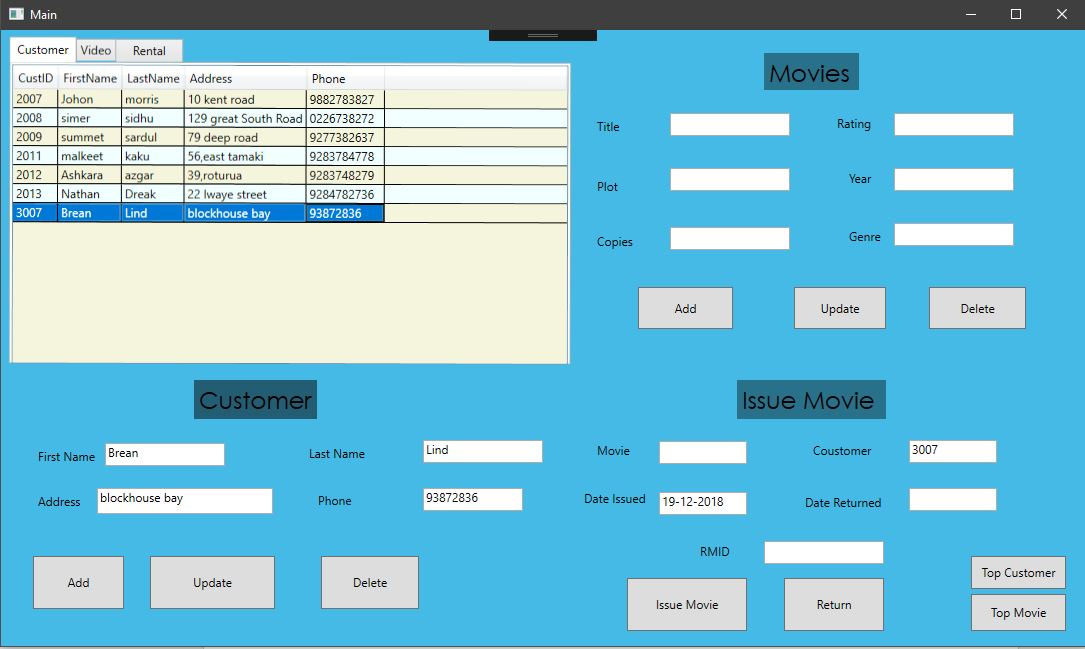 Main
Customer Video Rental
CustID FirstName LastName Address Phone
2007 Johon morris 10 kent road 9882783827
2008 simer sidhu 129 great South Road 0226738272
2009 summet sardul 79 deep road 9277382637
2011 malkeet kaku 56,east tamaki 9283784778
2012 Ashkara azgar 39,roturua 9283748279
2013 Nathan Dreak 22 lwaye street 9284782736
3007 Brean Lind blockhouse bay 93872836
Movies
Title Rating
Plot Year
Copies Genre
Add Update Delete
Customer
First Name Brean Last Name Lind
Address blockhouse bay Phone 93872836
Add Update Delete
Issue Movie
Movie Coustomer 3007
Date Issued 19-12-2018 Date Returned
RMID
Issue Movie Return
Top Customer
Top Movie